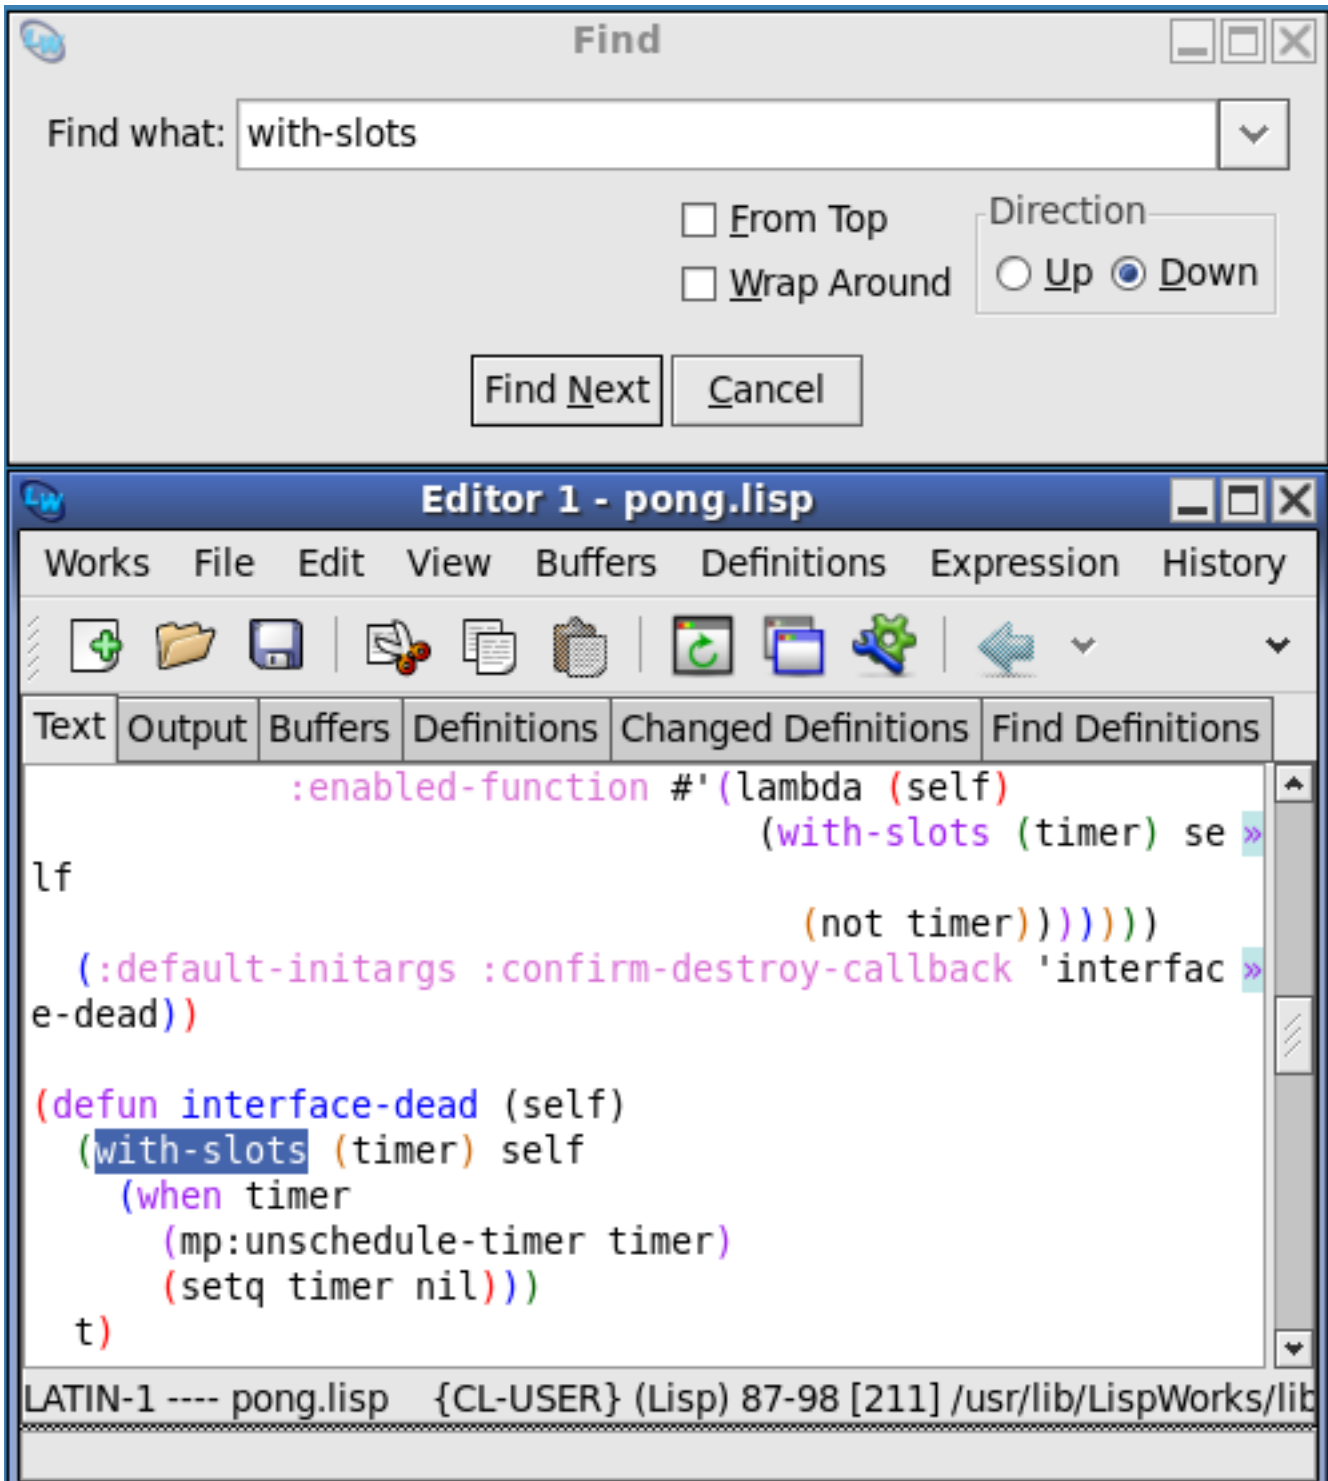 Find
Find what: with-slots
From Top
Wrap Around
Direction
Up Down
Find Next Cancel
Editor 1 - pong.lisp
Works File Edit View Buffers Definitions Expression History
Text Output Buffers Definitions Changed Definitions Find Definitions
:enabled-function #'(lambda (self)
(with-slots (timer) se »
lf
(not timer)))))))
(:default-initargs :confirm-destroy-callback 'interfac »
e-dead))
(defun interface-dead (self)
(with-slots (timer) self
(when timer
(mp:unschedule-timer timer)
(setq timer nil)))
t)
LATIN-1 ---- pong.lisp {CL-USER} (Lisp) 87-98 [211] /usr/lib/LispWorks/lib